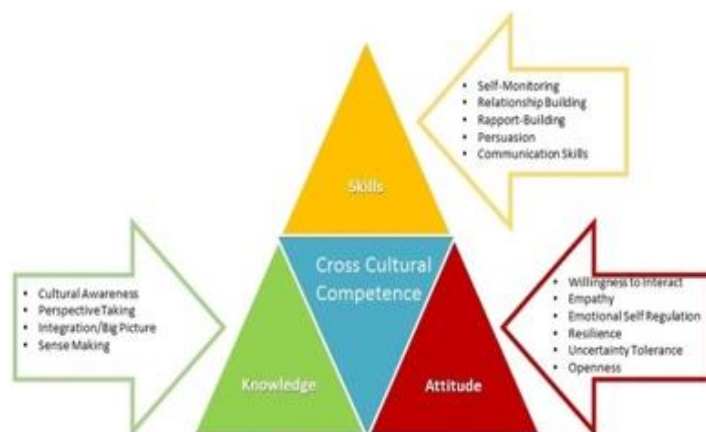 Self-Monitoring
Relationship Building
Rapport-Building
Persuasion
Communication Skills
Skills
Cross Cultural
Competence
Cultural Awareness
Perspective Taking
Integration/Big Picture
Sense Making
Willingness to Interact
Empathy
Emotional Self Regulation
Resilience
Uncertainty Tolerance
Openness
Knowledge
Attitude